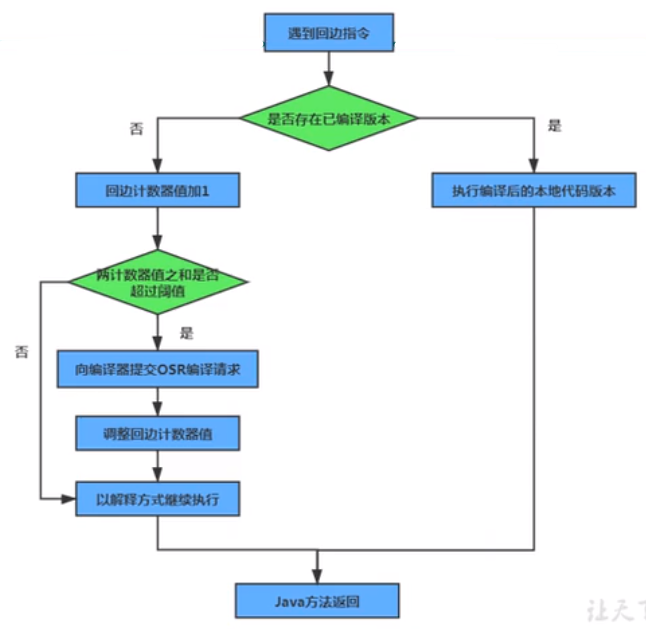 遇到回边指令
是否存在已编译版本
否
是
回边计数器值加1
执行编译后的本地代码版本
两计数器值之和是否
超过阈值
是
否
向编译器提交OSR编译请求
调整回边计数器值
以解释方式继续执行
Java方法返回
让天下